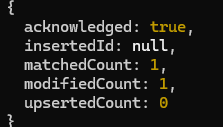 {
acknowledged: true,
insertedId: null,
matchedCount: 1,
modifiedCount: 1,
upsertedCount: 0
}